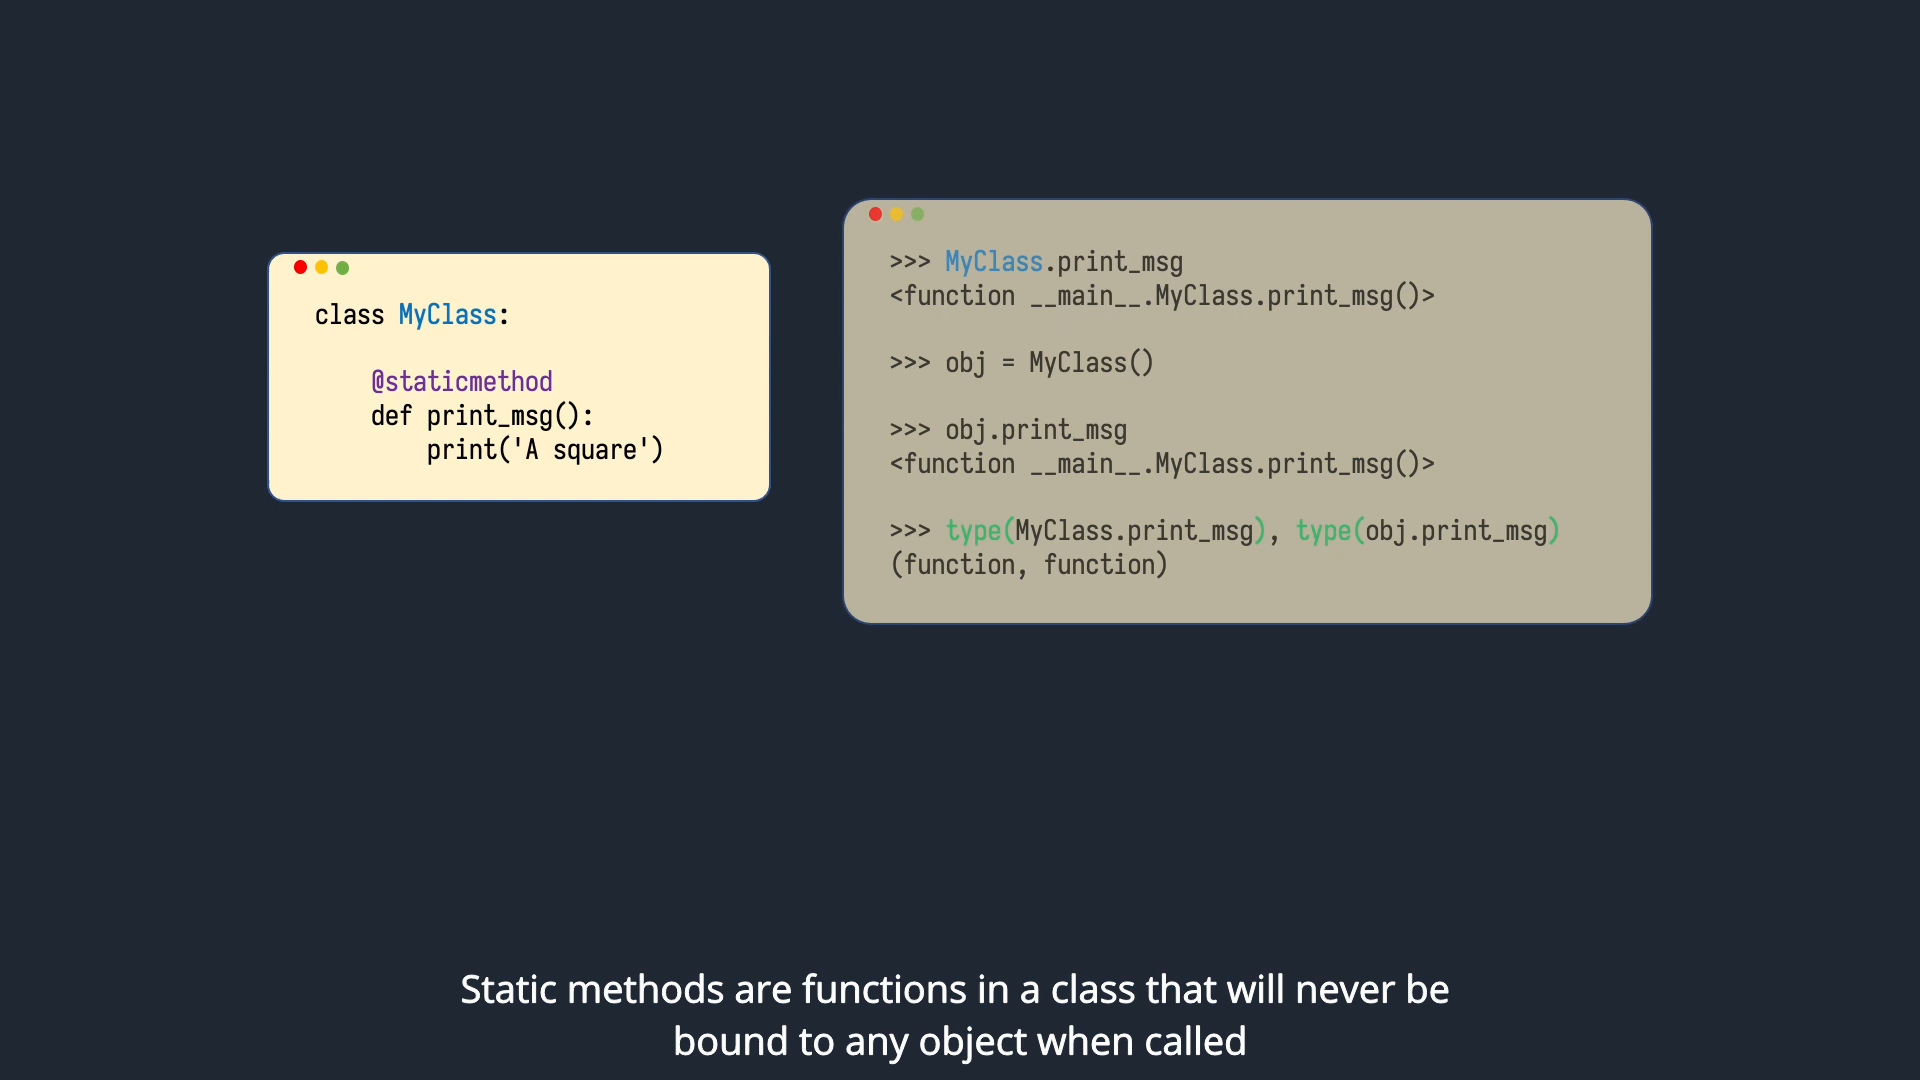 class MyClass:
@staticmethod
def print_msg():
print('A square')
>>> MyClass.print_msg
<function __main__.MyClass.print_msg()>
>>> obj = MyClass()
>>> obj.print_msg
<function __main__.MyClass.print_msg()>
>>> type(MyClass.print_msg), type(obj.print_msg)
(function, function)
Static methods are functions in a class that will never be
bound to any object when called